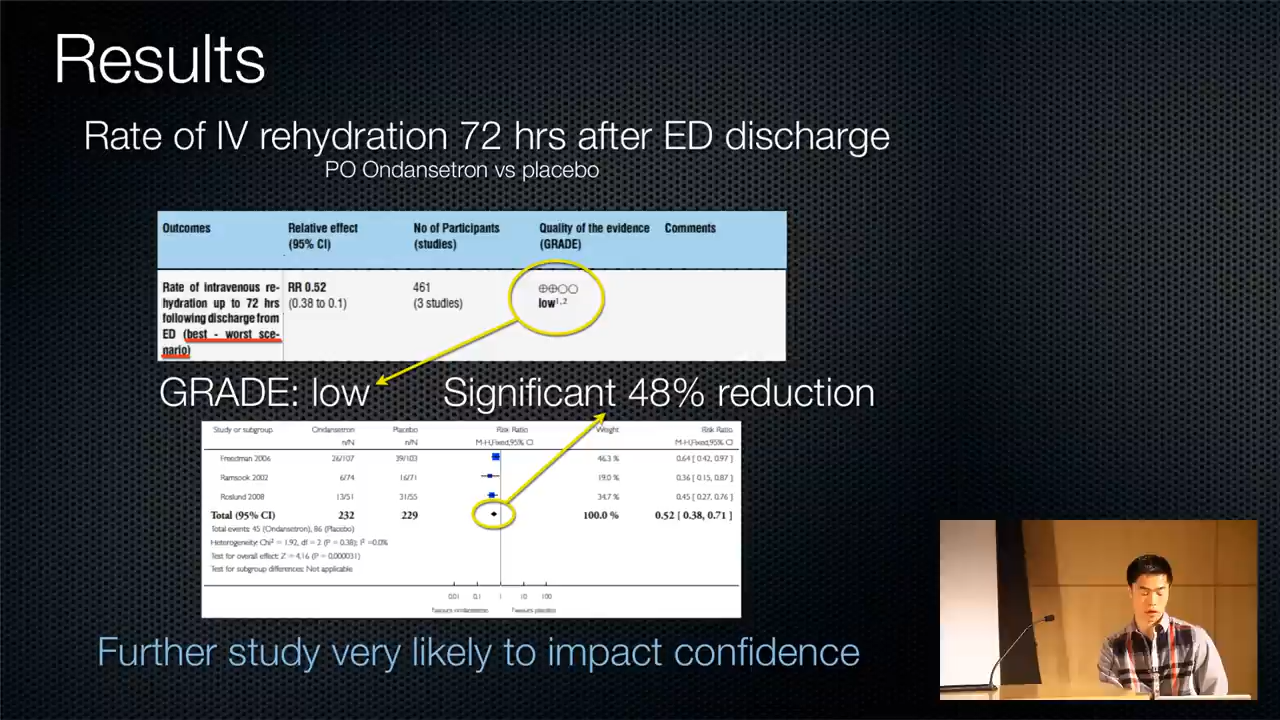 Results
Rate of IV rehydration 72 hrs after ED discharge
PO Ondansetron vs placebo
Outcomes Relative effect (95% CI) No of Participants (studies) Quality of the evidence (GRADE) Comments
Rate of intravenous re- RR 0.52 461 ⊕⊕○○
hydration up to 72 hrs (0.38 to 0.1) (3 studies) low1,2
following discharge from
ED (best - worst sce-
nario)
GRADE: low Significant 48% reduction
Study or subgroup Ondansetron Placebo Risk Ratio Weight Risk Ratio
n/N n/N M-H,Fixed,95% CI M-H,Fixed,95% CI
Freedman 2006 26/107 39/103 46.3 % 0.64 [ 0.42, 0.97 ]
Ramsook 2002 6/74 16/71 19.0 % 0.36 [ 0.15, 0.87 ]
Roslund 2008 13/51 31/55 34.7 % 0.45 [ 0.27, 0.76 ]
Total (95% CI) 232 229 100.0 % 0.52 [ 0.38, 0.71 ]
Total events: 45 (Ondansetron), 86 (Placebo)
Heterogeneity: Chi² = 1.92, df = 2 (P = 0.38); I² =0.0%
Test for overall effect: Z = 4.16 (P = 0.000031)
Test for subgroup differences: Not applicable
0.01 0.1 1 10 100
Favours ondansetron Favours placebo
Further study very likely to impact confidence